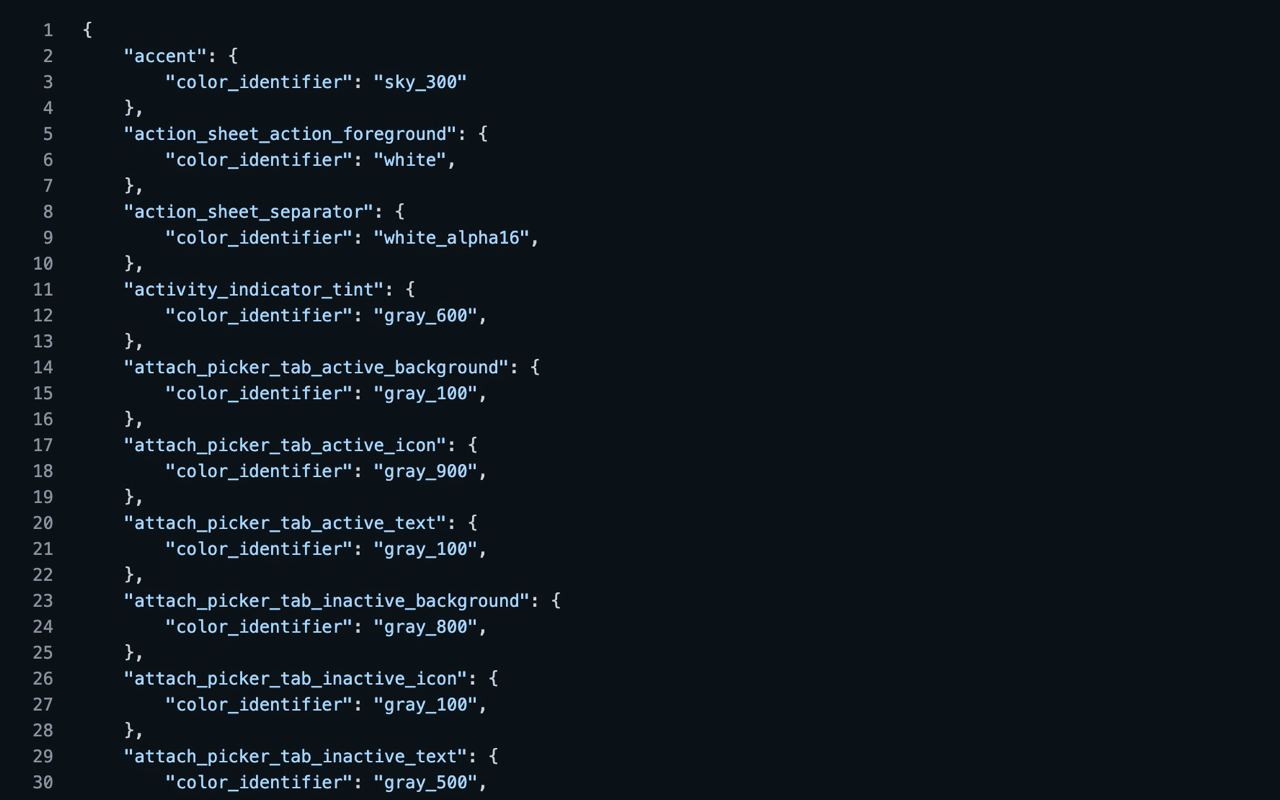 1 {
2 "accent": {
3 "color_identifier": "sky_300"
4 },
5 "action_sheet_action_foreground": {
6 "color_identifier": "white",
7 },
8 "action_sheet_separator": {
9 "color_identifier": "white_alpha16",
10 },
11 "activity_indicator_tint": {
12 "color_identifier": "gray_600",
13 },
14 "attach_picker_tab_active_background": {
15 "color_identifier": "gray_100",
16 },
17 "attach_picker_tab_active_icon": {
18 "color_identifier": "gray_900",
19 },
20 "attach_picker_tab_active_text": {
21 "color_identifier": "gray_100",
22 },
23 "attach_picker_tab_inactive_background": {
24 "color_identifier": "gray_800",
25 },
26 "attach_picker_tab_inactive_icon": {
27 "color_identifier": "gray_100",
28 },
29 "attach_picker_tab_inactive_text": {
30 "color_identifier": "gray_500",